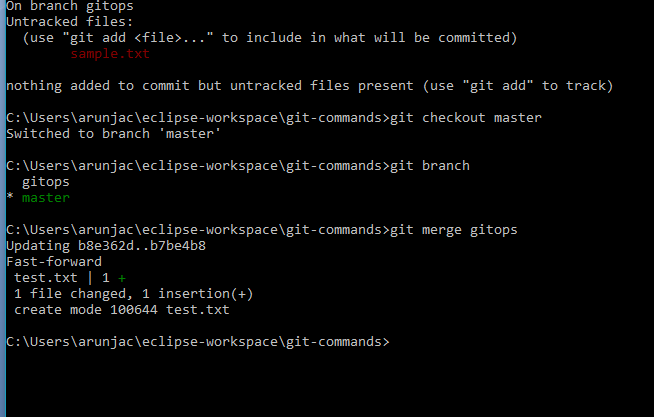 On branch gitops
Untracked files:
  (use "git add <file>..." to include in what will be committed)
        sample.txt

nothing added to commit but untracked files present (use "git add" to track)

C:\Users\arunjac\eclipse-workspace\git-commands>git checkout master
Switched to branch 'master'

C:\Users\arunjac\eclipse-workspace\git-commands>git branch
  gitops
* master

C:\Users\arunjac\eclipse-workspace\git-commands>git merge gitops
Updating b8e362d..b7be4b8
Fast-forward
 test.txt | 1 +
 1 file changed, 1 insertion(+)
 create mode 100644 test.txt

C:\Users\arunjac\eclipse-workspace\git-commands>